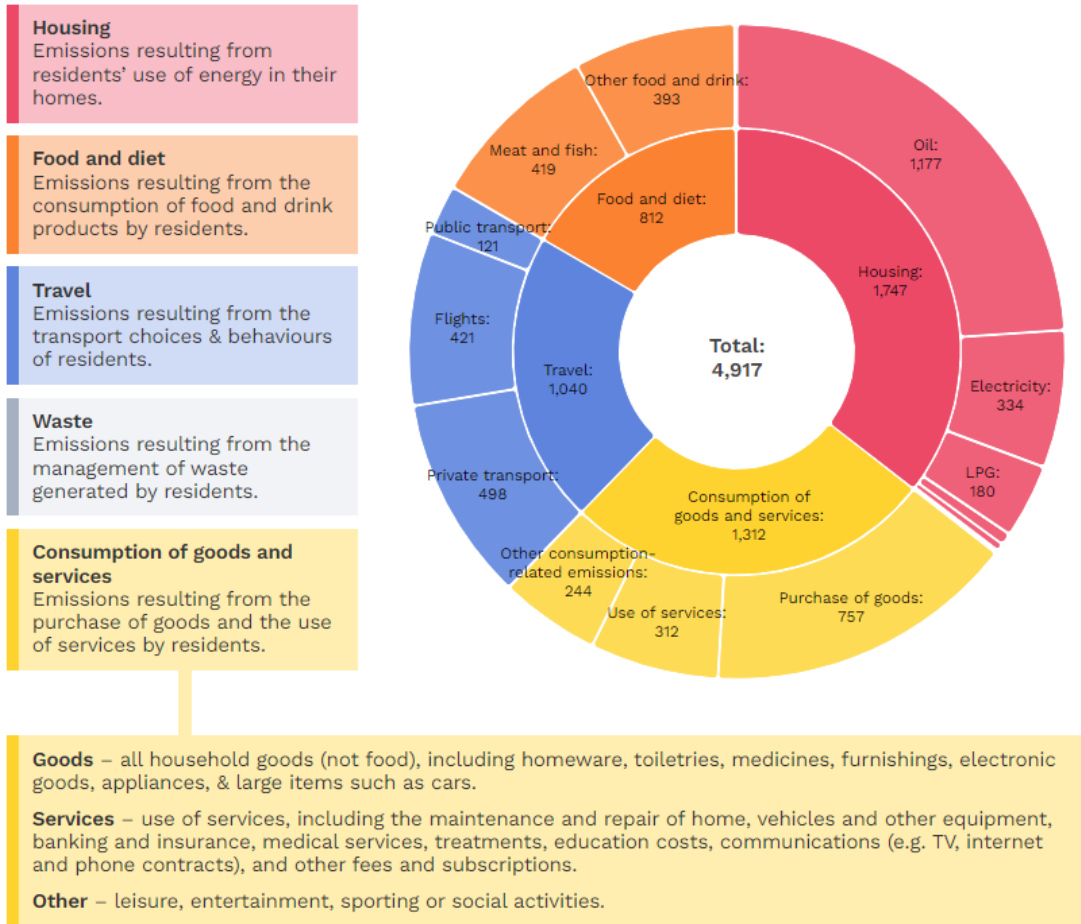 Housing
Emissions resulting from
residents' use of energy in their
homes.
Food and diet
Emissions resulting from the
consumption of food and drink
products by residents.
Travel
Emissions resulting from the
transport choices & behaviours
of residents.
Waste
Emissions resulting from the
management of waste
generated by residents.
Consumption of goods and
services
Emissions resulting from the
purchase of goods and the use
of services by residents.
Other food and drink:
393
Meat and fish:
419
Public transport:
121
Flights:
421
Private transport:
498
Other consumption-
related emissions:
244
Use of services:
312
Purchase of goods:
757
LPG:
180
Electricity:
334
Oil:
1,177
Food and diet:
812
Housing:
1,747
Travel:
1,040
Consumption of
goods and services:
1,312
Total:
4,917
Goods – all household goods (not food), including homeware, toiletries, medicines, furnishings, electronic
goods, appliances, & large items such as cars.
Services – use of services, including the maintenance and repair of home, vehicles and other equipment,
banking and insurance, medical services, treatments, education costs, communications (e.g. TV, internet
and phone contracts), and other fees and subscriptions.
Other – leisure, entertainment, sporting or social activities.